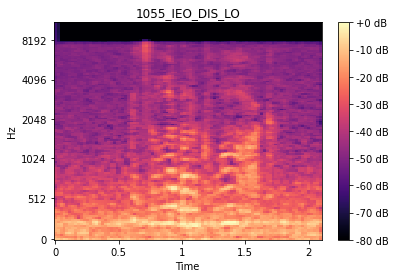 1055_IEO_DIS_LO
8192
4096
2048
1024
512
0
Hz
0
0.5
1
1.5
2
Time
+0 dB
-10 dB
-20 dB
-30 dB
-40 dB
-50 dB
-60 dB
-70 dB
-80 dB